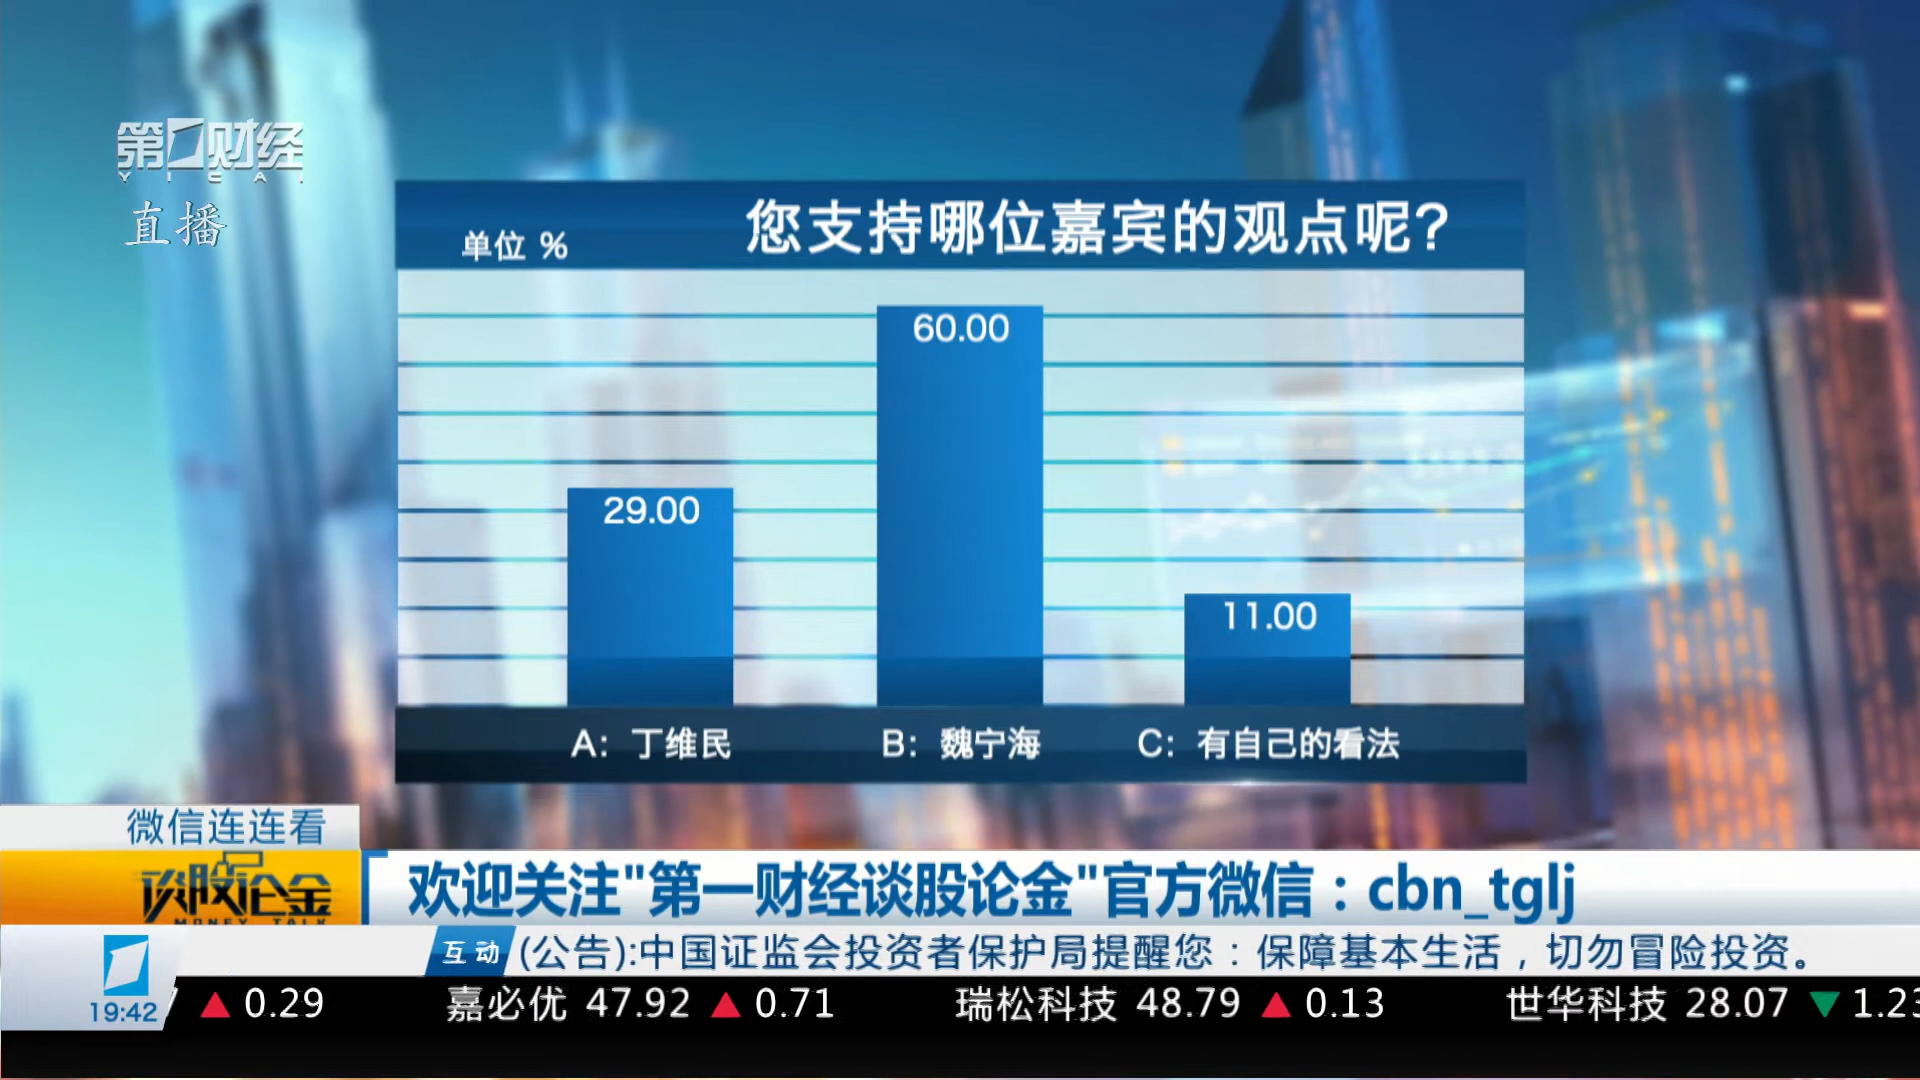 第一财经
YICAI
直播
单位 %
您支持哪位嘉宾的观点呢?
60.00
29.00
11.00
A: 丁维民
B: 魏宁海
C: 有自己的看法
微信连连看
谈股论金
MONEY TALK
欢迎关注"第一财经谈股论金"官方微信：cbn_tglj
互动
(公告):中国证监会投资者保护局提醒您：保障基本生活，切勿冒险投资。
19:42
▲ 0.29 嘉必优 47.92 ▲ 0.71 瑞松科技 48.79 ▲ 0.13 世华科技 28.07 ▼ 1.23